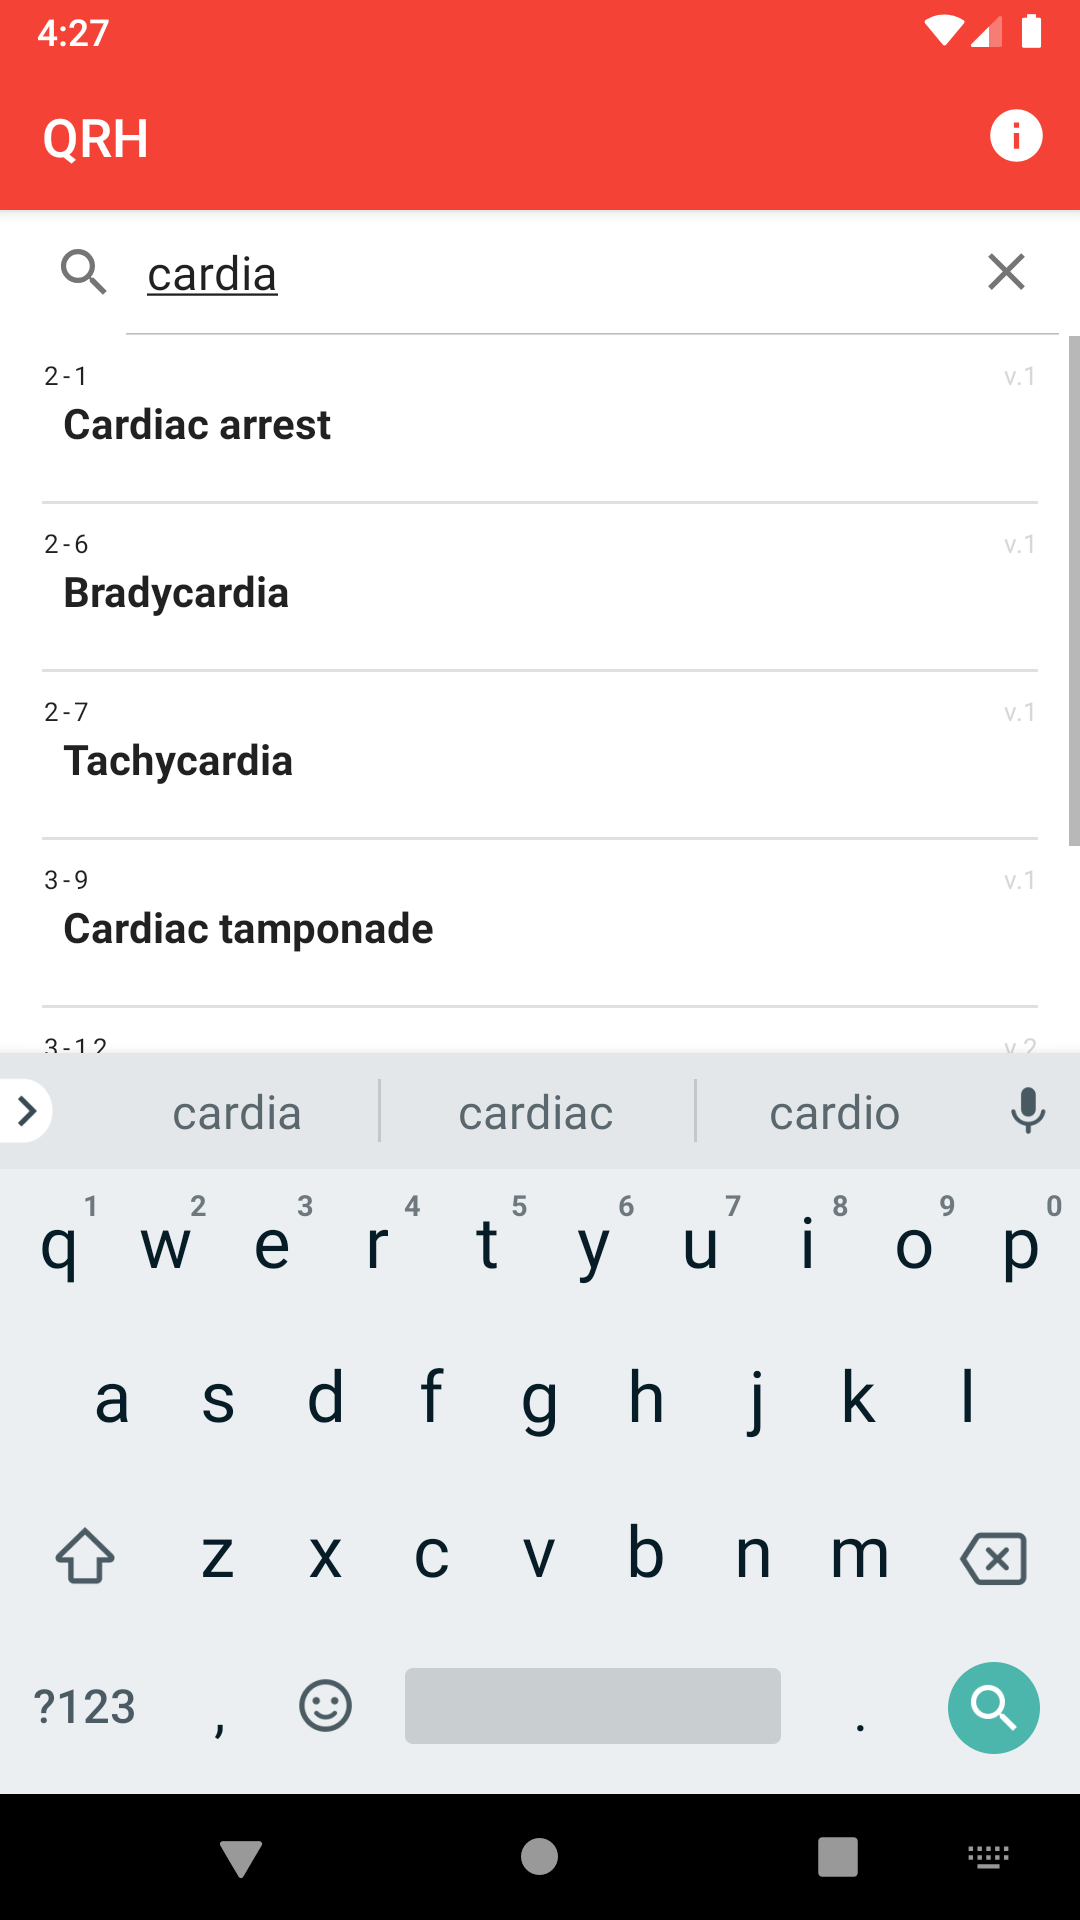 4:27
QRH
cardia
2-1 v.1
Cardiac arrest
2-6 v.1
Bradycardia
2-7 v.1
Tachycardia
3-9 v.1
Cardiac tamponade
3-12 v.2
cardia cardiac cardio
1 2 3 4 5 6 7 8 9 0
q w e r t y u i o p
a s d f g h j k l
z x c v b n m
?123 , .